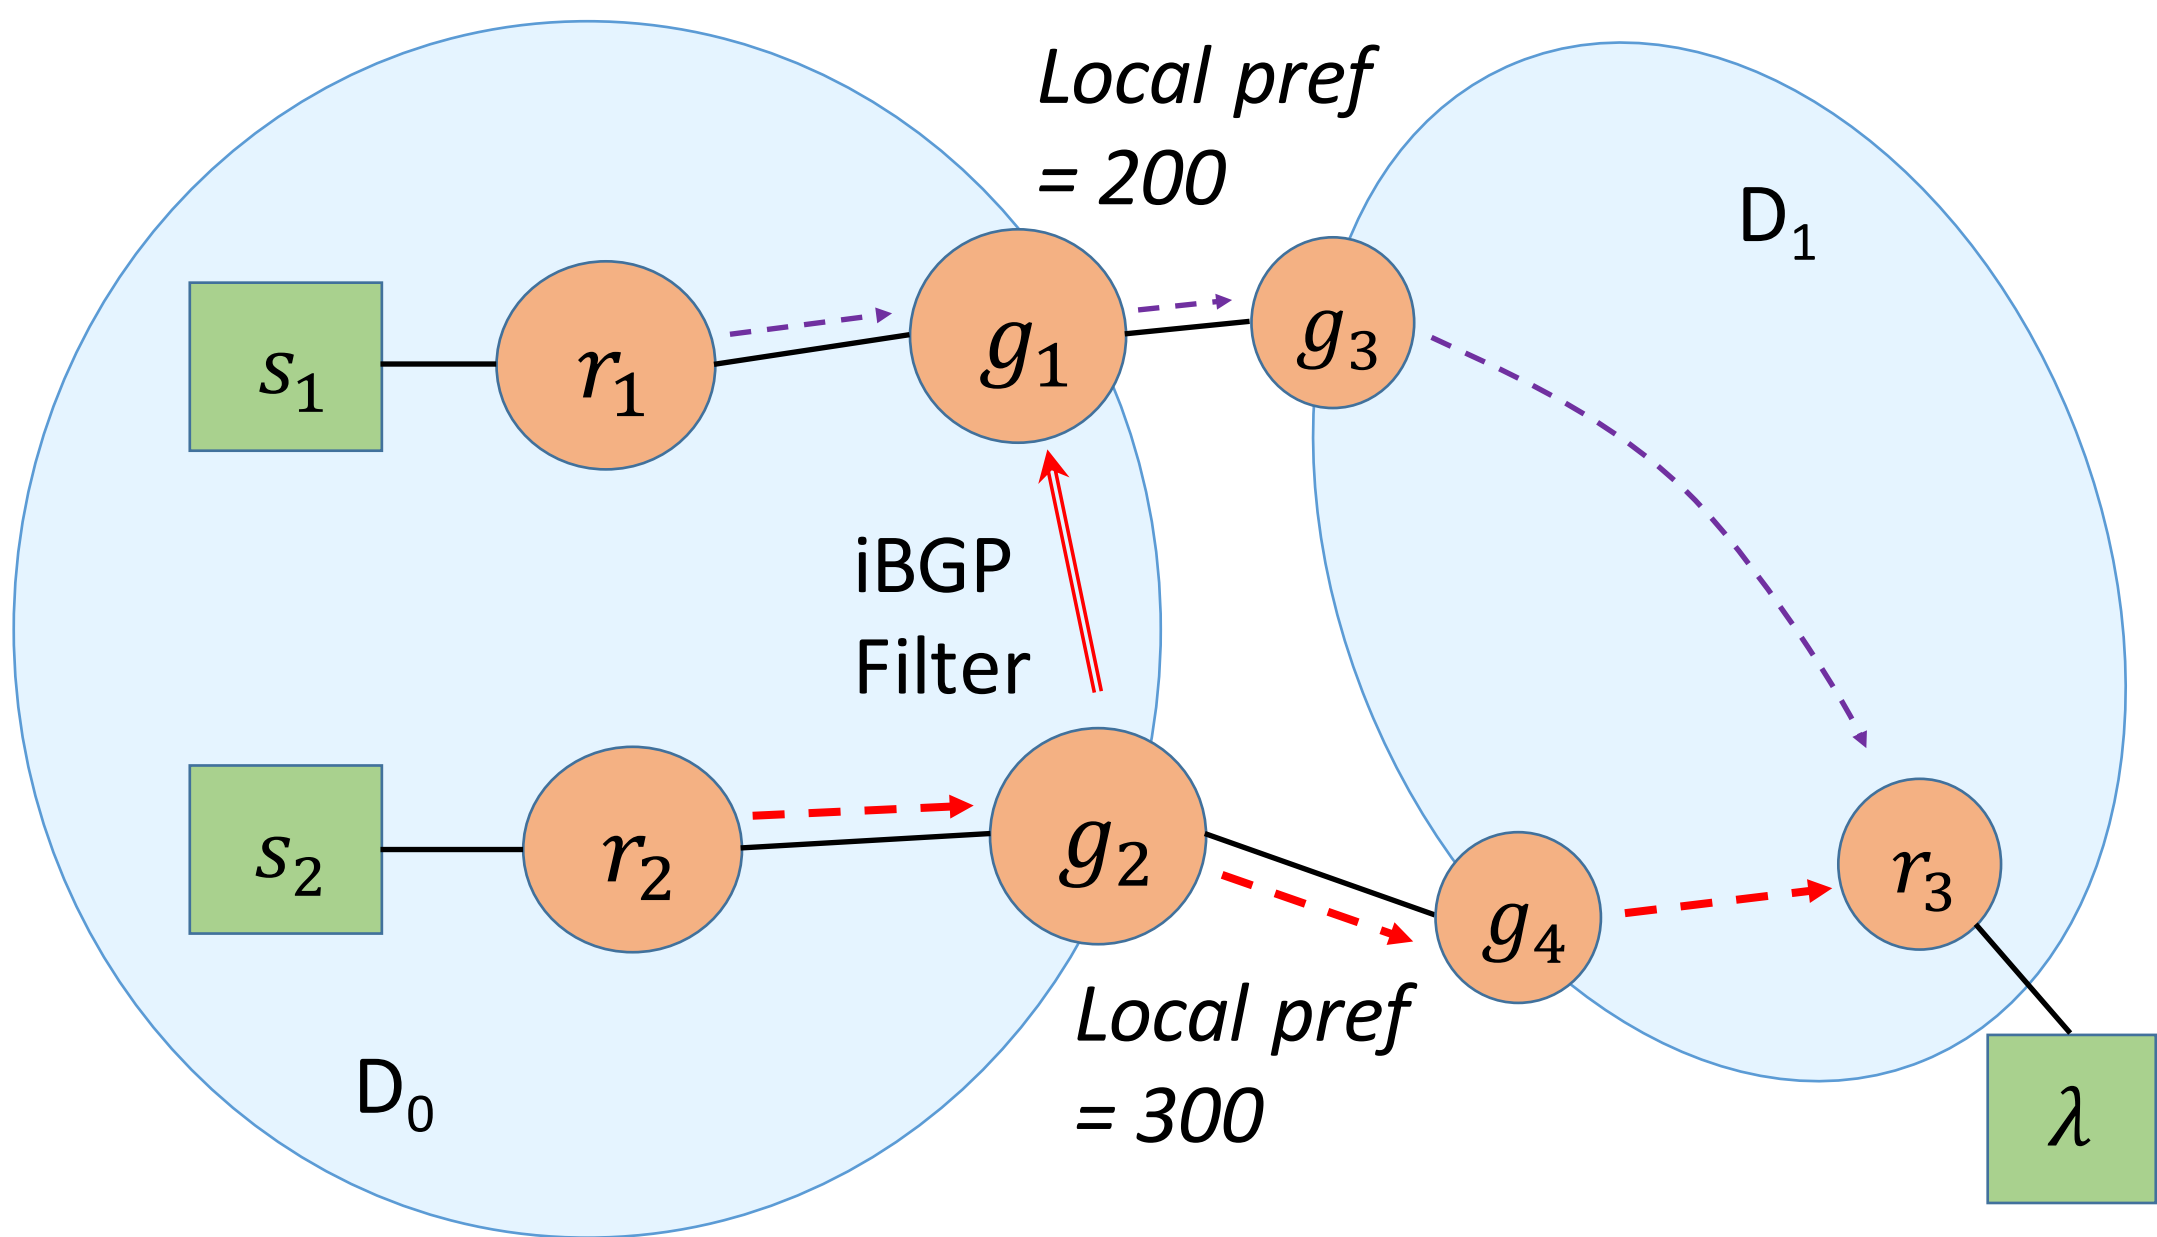 Local pref
= 200
D₁
s₁
r₁
g₁
g₃
iBGP
Filter
s₂
r₂
g₂
g₄
r₃
Local pref
= 300
D₀
λ